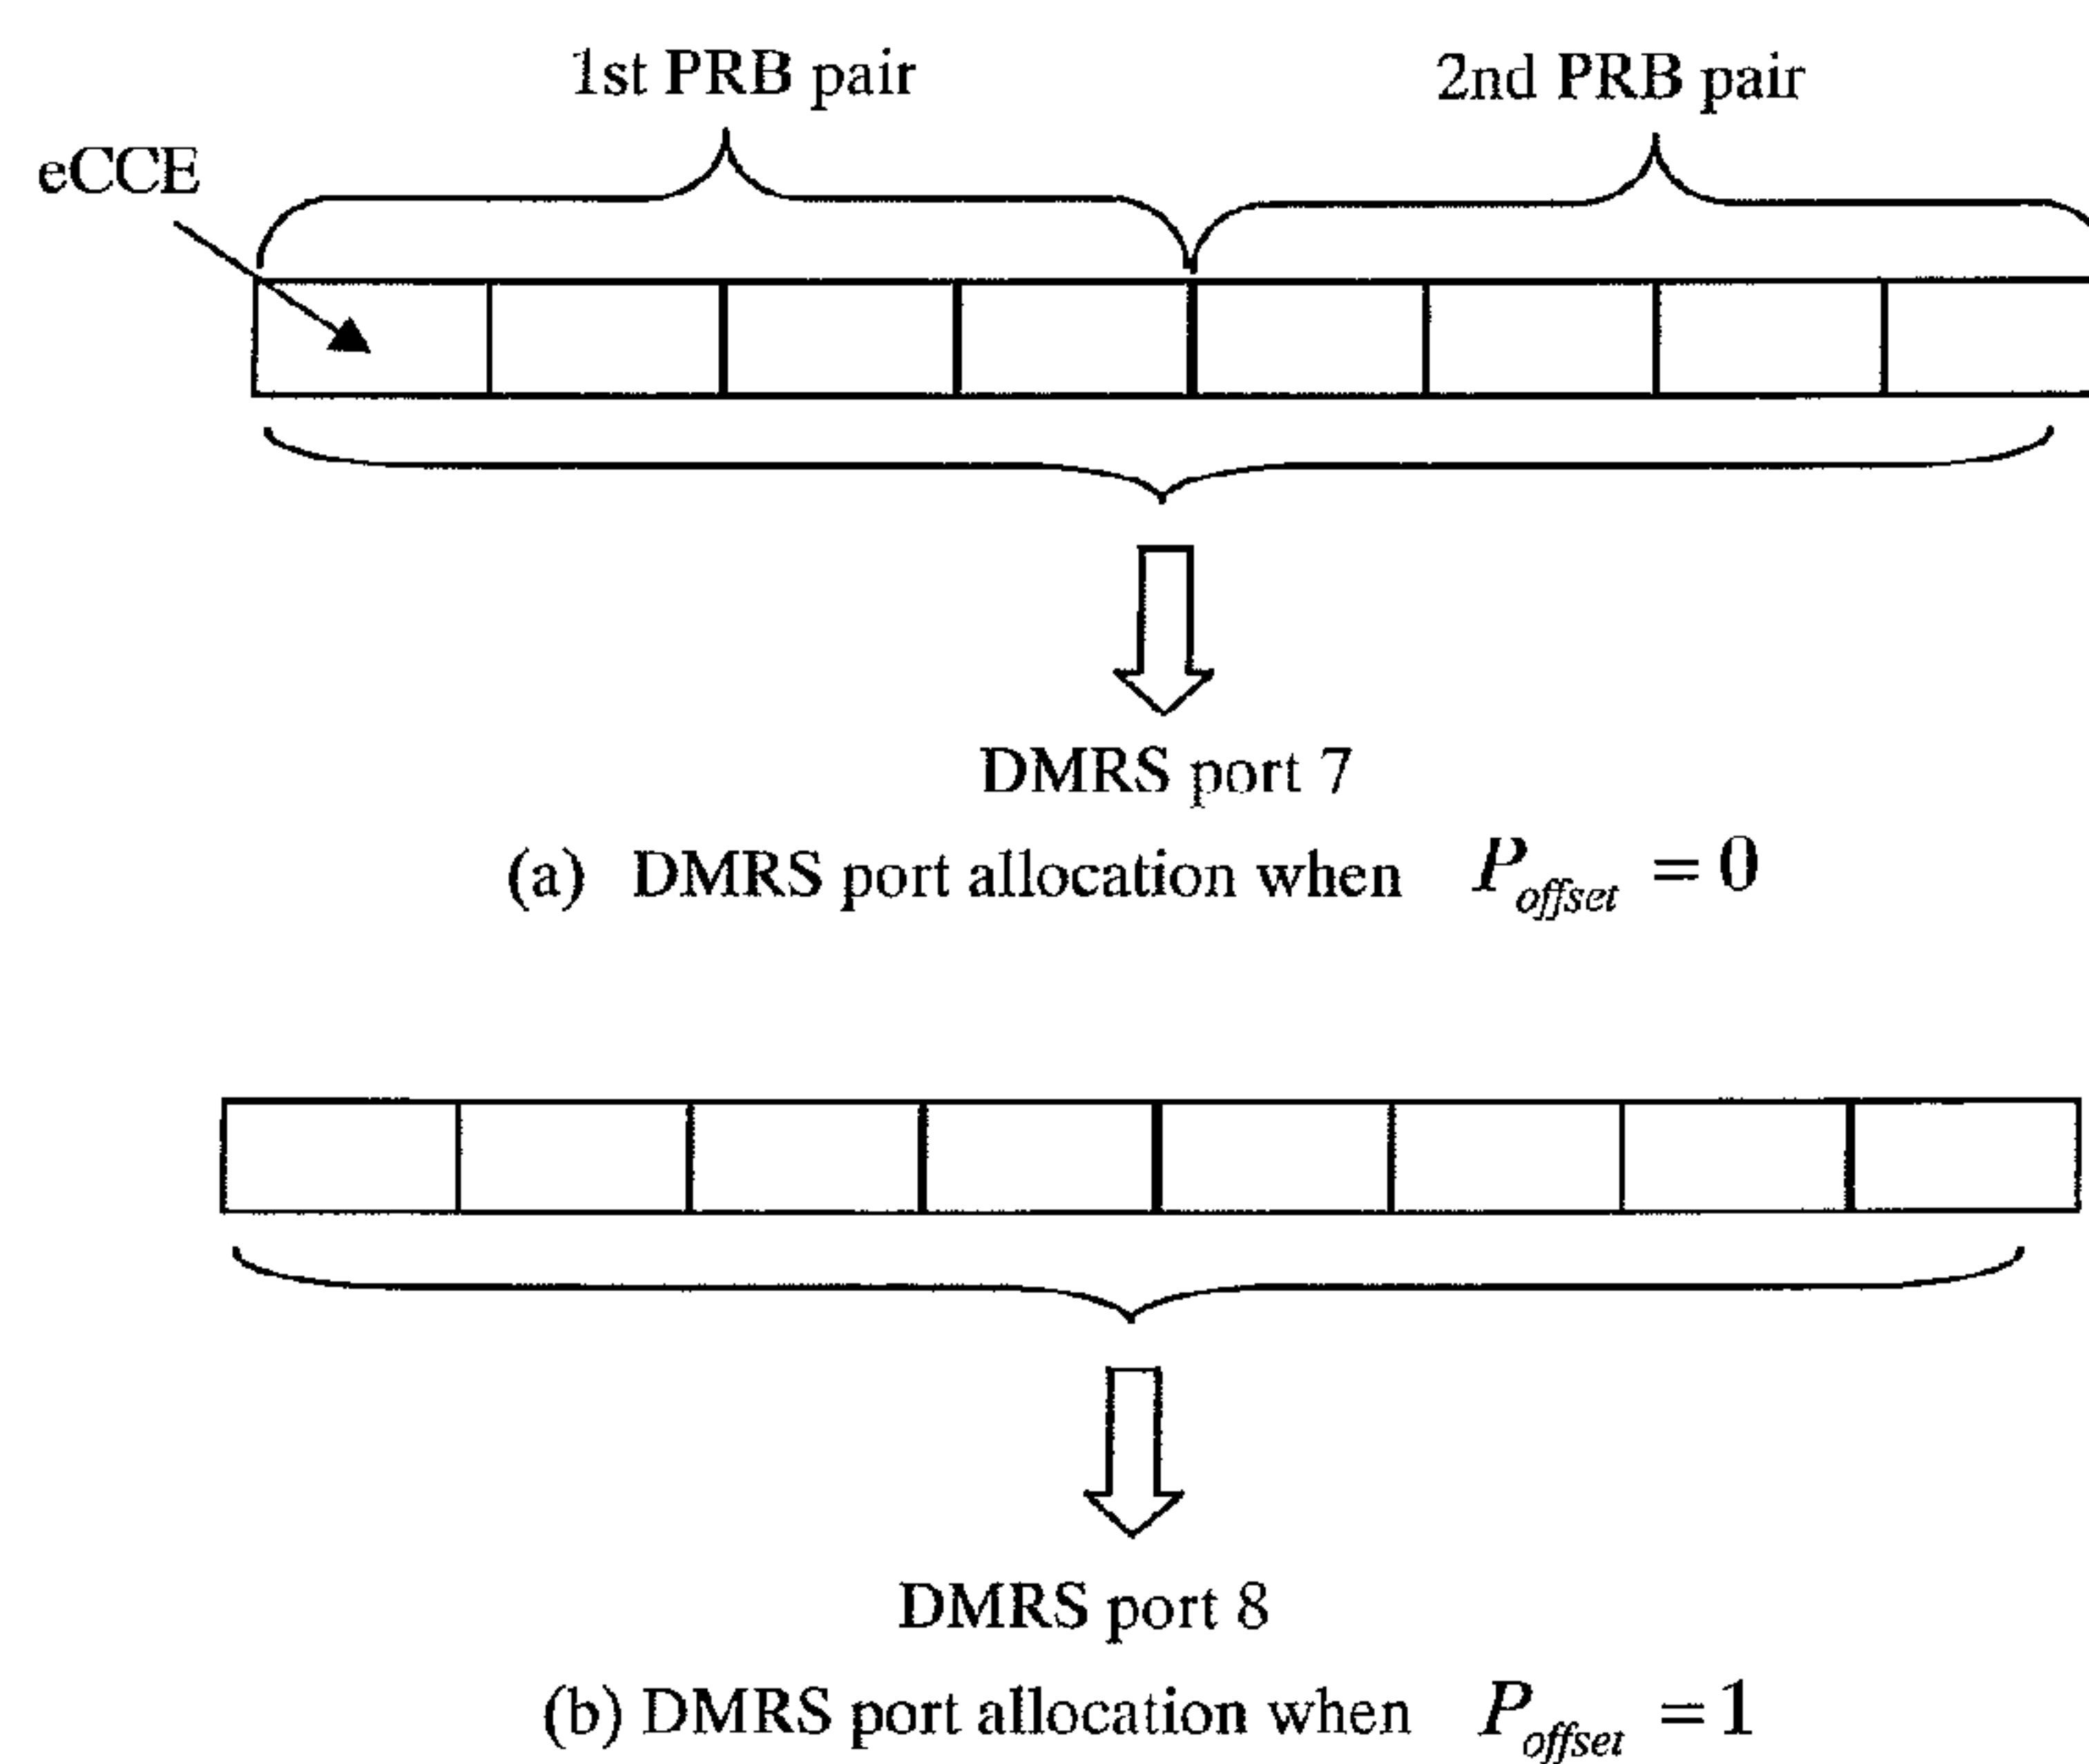 1st PRB pair
2nd PRB pair
eCCE
DMRS port 7
(a) DMRS port allocation when P_offset = 0
DMRS port 8
(b) DMRS port allocation when P_offset = 1